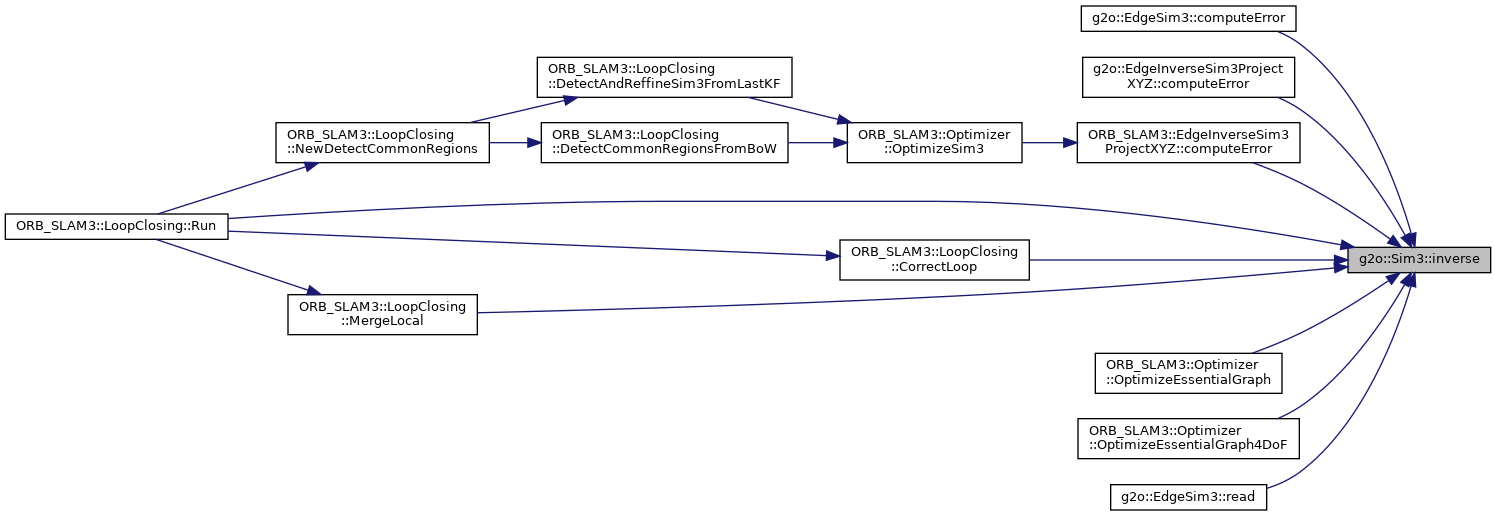 g2o::EdgeSim3::computeError
g2o::EdgeInverseSim3Project
XYZ::computeError
ORB_SLAM3::LoopClosing
::DetectAndReffineSim3FromLastKF
ORB_SLAM3::LoopClosing
::NewDetectCommonRegions
ORB_SLAM3::LoopClosing
::DetectCommonRegionsFromBoW
ORB_SLAM3::Optimizer
::OptimizeSim3
ORB_SLAM3::EdgeInverseSim3
ProjectXYZ::computeError
ORB_SLAM3::LoopClosing::Run
ORB_SLAM3::LoopClosing
::CorrectLoop
g2o::Sim3::inverse
ORB_SLAM3::LoopClosing
::MergeLocal
ORB_SLAM3::Optimizer
::OptimizeEssentialGraph
ORB_SLAM3::Optimizer
::OptimizeEssentialGraph4DoF
g2o::EdgeSim3::read